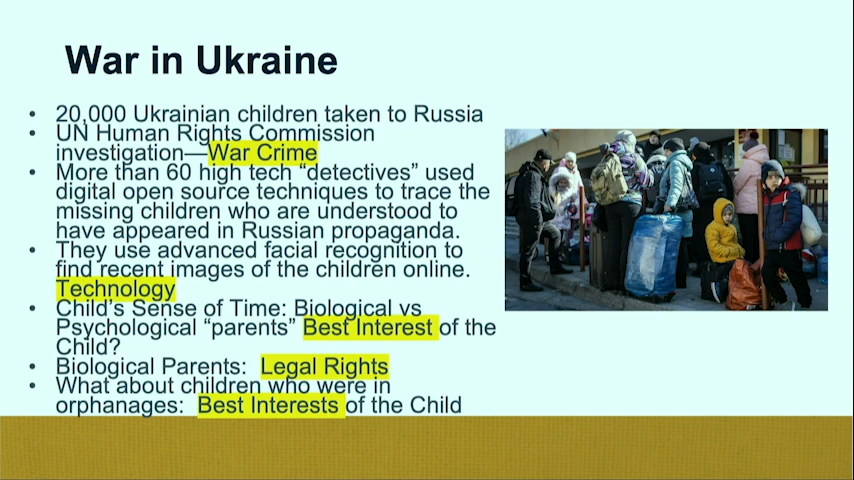 War in Ukraine
• 20,000 Ukrainian children taken to Russia
• UN Human Rights Commission
investigation—War Crime
• More than 60 high tech “detectives” used
digital open source techniques to trace the
missing children who are understood to
have appeared in Russian propaganda.
• They use advanced facial recognition to
find recent images of the children online.
Technology
• Child’s Sense of Time: Biological vs
Psychological “parents” Best Interest of the
Child?
• Biological Parents: Legal Rights
• What about children who were in
orphanages: Best Interests of the Child